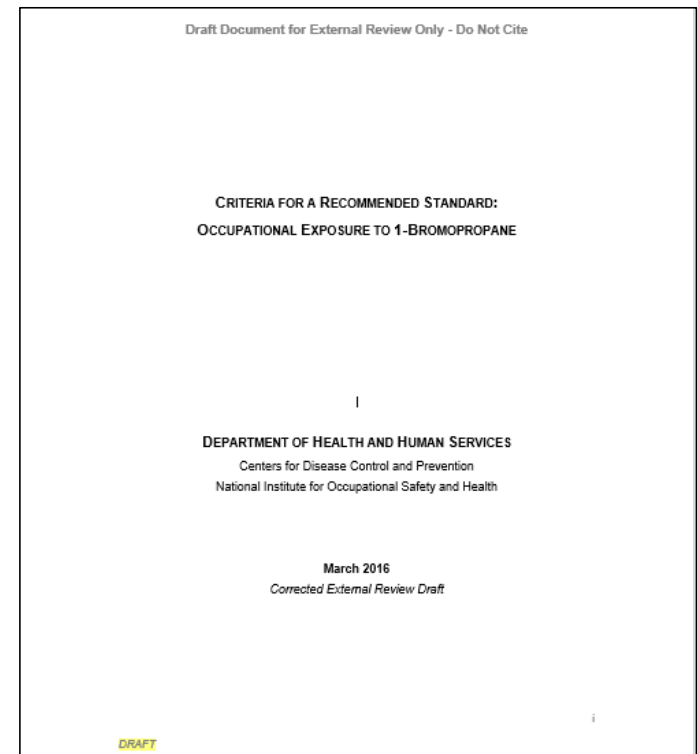 Draft Document for External Review Only - Do Not Cite
CRITERIA FOR A RECOMMENDED STANDARD:
OCCUPATIONAL EXPOSURE TO 1-BROMOPROPANE
I
DEPARTMENT OF HEALTH AND HUMAN SERVICES
Centers for Disease Control and Prevention
National Institute for Occupational Safety and Health
March 2016
Corrected External Review Draft
i
DRAFT